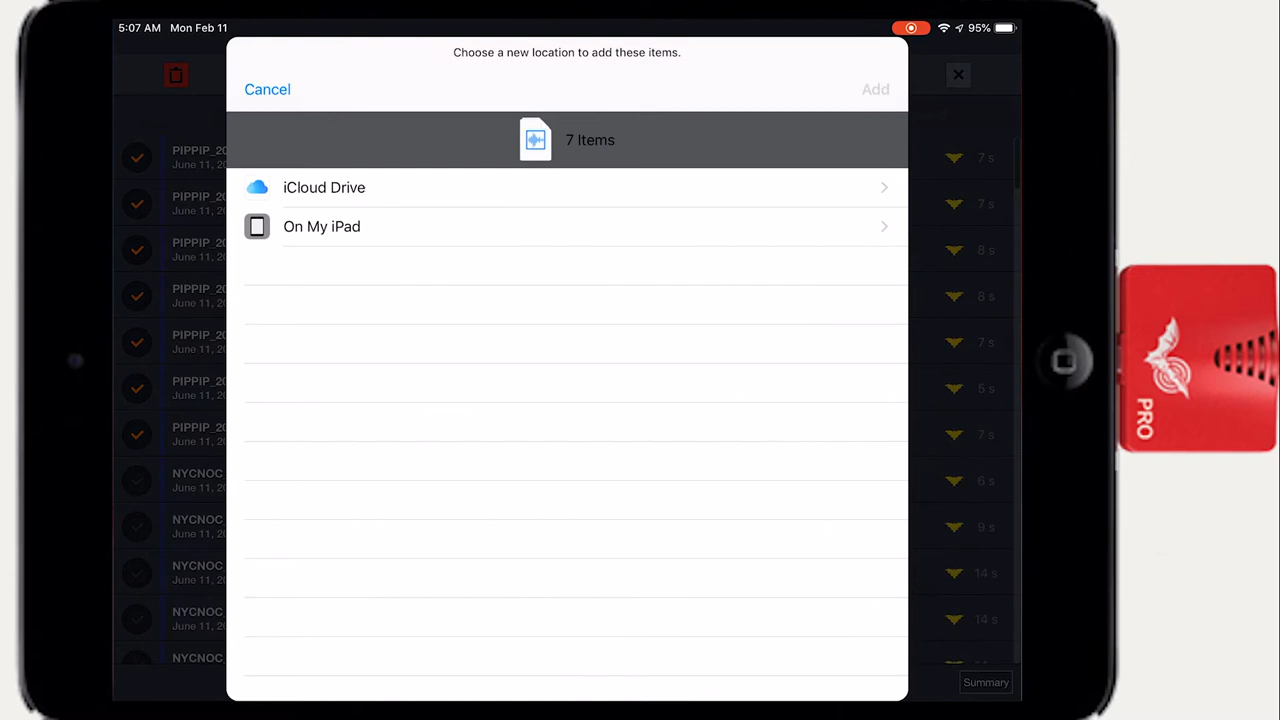 5:07 AM Mon Feb 11 95%
Choose a new location to add these items.
Cancel Add
7 Items
iCloud Drive
On My iPad
PIPPIP_20
June 11, 20
7 s
PIPPIP_20
June 11, 20
7 s
PIPPIP_20
June 11, 20
8 s
PIPPIP_20
June 11, 20
8 s
PIPPIP_20
June 11, 20
7 s
PIPPIP_20
June 11, 20
5 s
PIPPIP_20
June 11, 20
7 s
NYCNOC
June 11, 20
6 s
NYCNOC
June 11, 20
9 s
NYCNOC
June 11, 20
14 s
NYCNOC
June 11, 20
14 s
NYCNOC
Summary
PRO